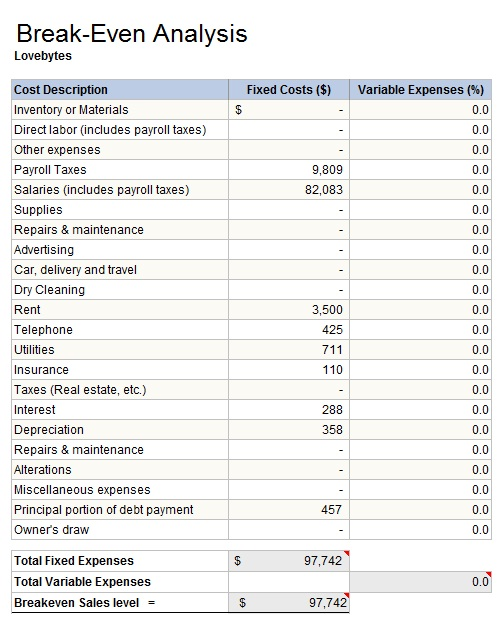 Break-Even Analysis
Lovebytes
Cost Description Fixed Costs ($) Variable Expenses (%)
Inventory or Materials $ - 0.0
Direct labor (includes payroll taxes) - 0.0
Other expenses - 0.0
Payroll Taxes 9,809 0.0
Salaries (includes payroll taxes) 82,083 0.0
Supplies - 0.0
Repairs & maintenance - 0.0
Advertising - 0.0
Car, delivery and travel - 0.0
Dry Cleaning - 0.0
Rent 3,500 0.0
Telephone 425 0.0
Utilities 711 0.0
Insurance 110 0.0
Taxes (Real estate, etc.) - 0.0
Interest 288 0.0
Depreciation 358 0.0
Repairs & maintenance - 0.0
Alterations - 0.0
Miscellaneous expenses - 0.0
Principal portion of debt payment 457 0.0
Owner's draw - 0.0
Total Fixed Expenses $ 97,742
Total Variable Expenses 0.0
Breakeven Sales level = $ 97,742